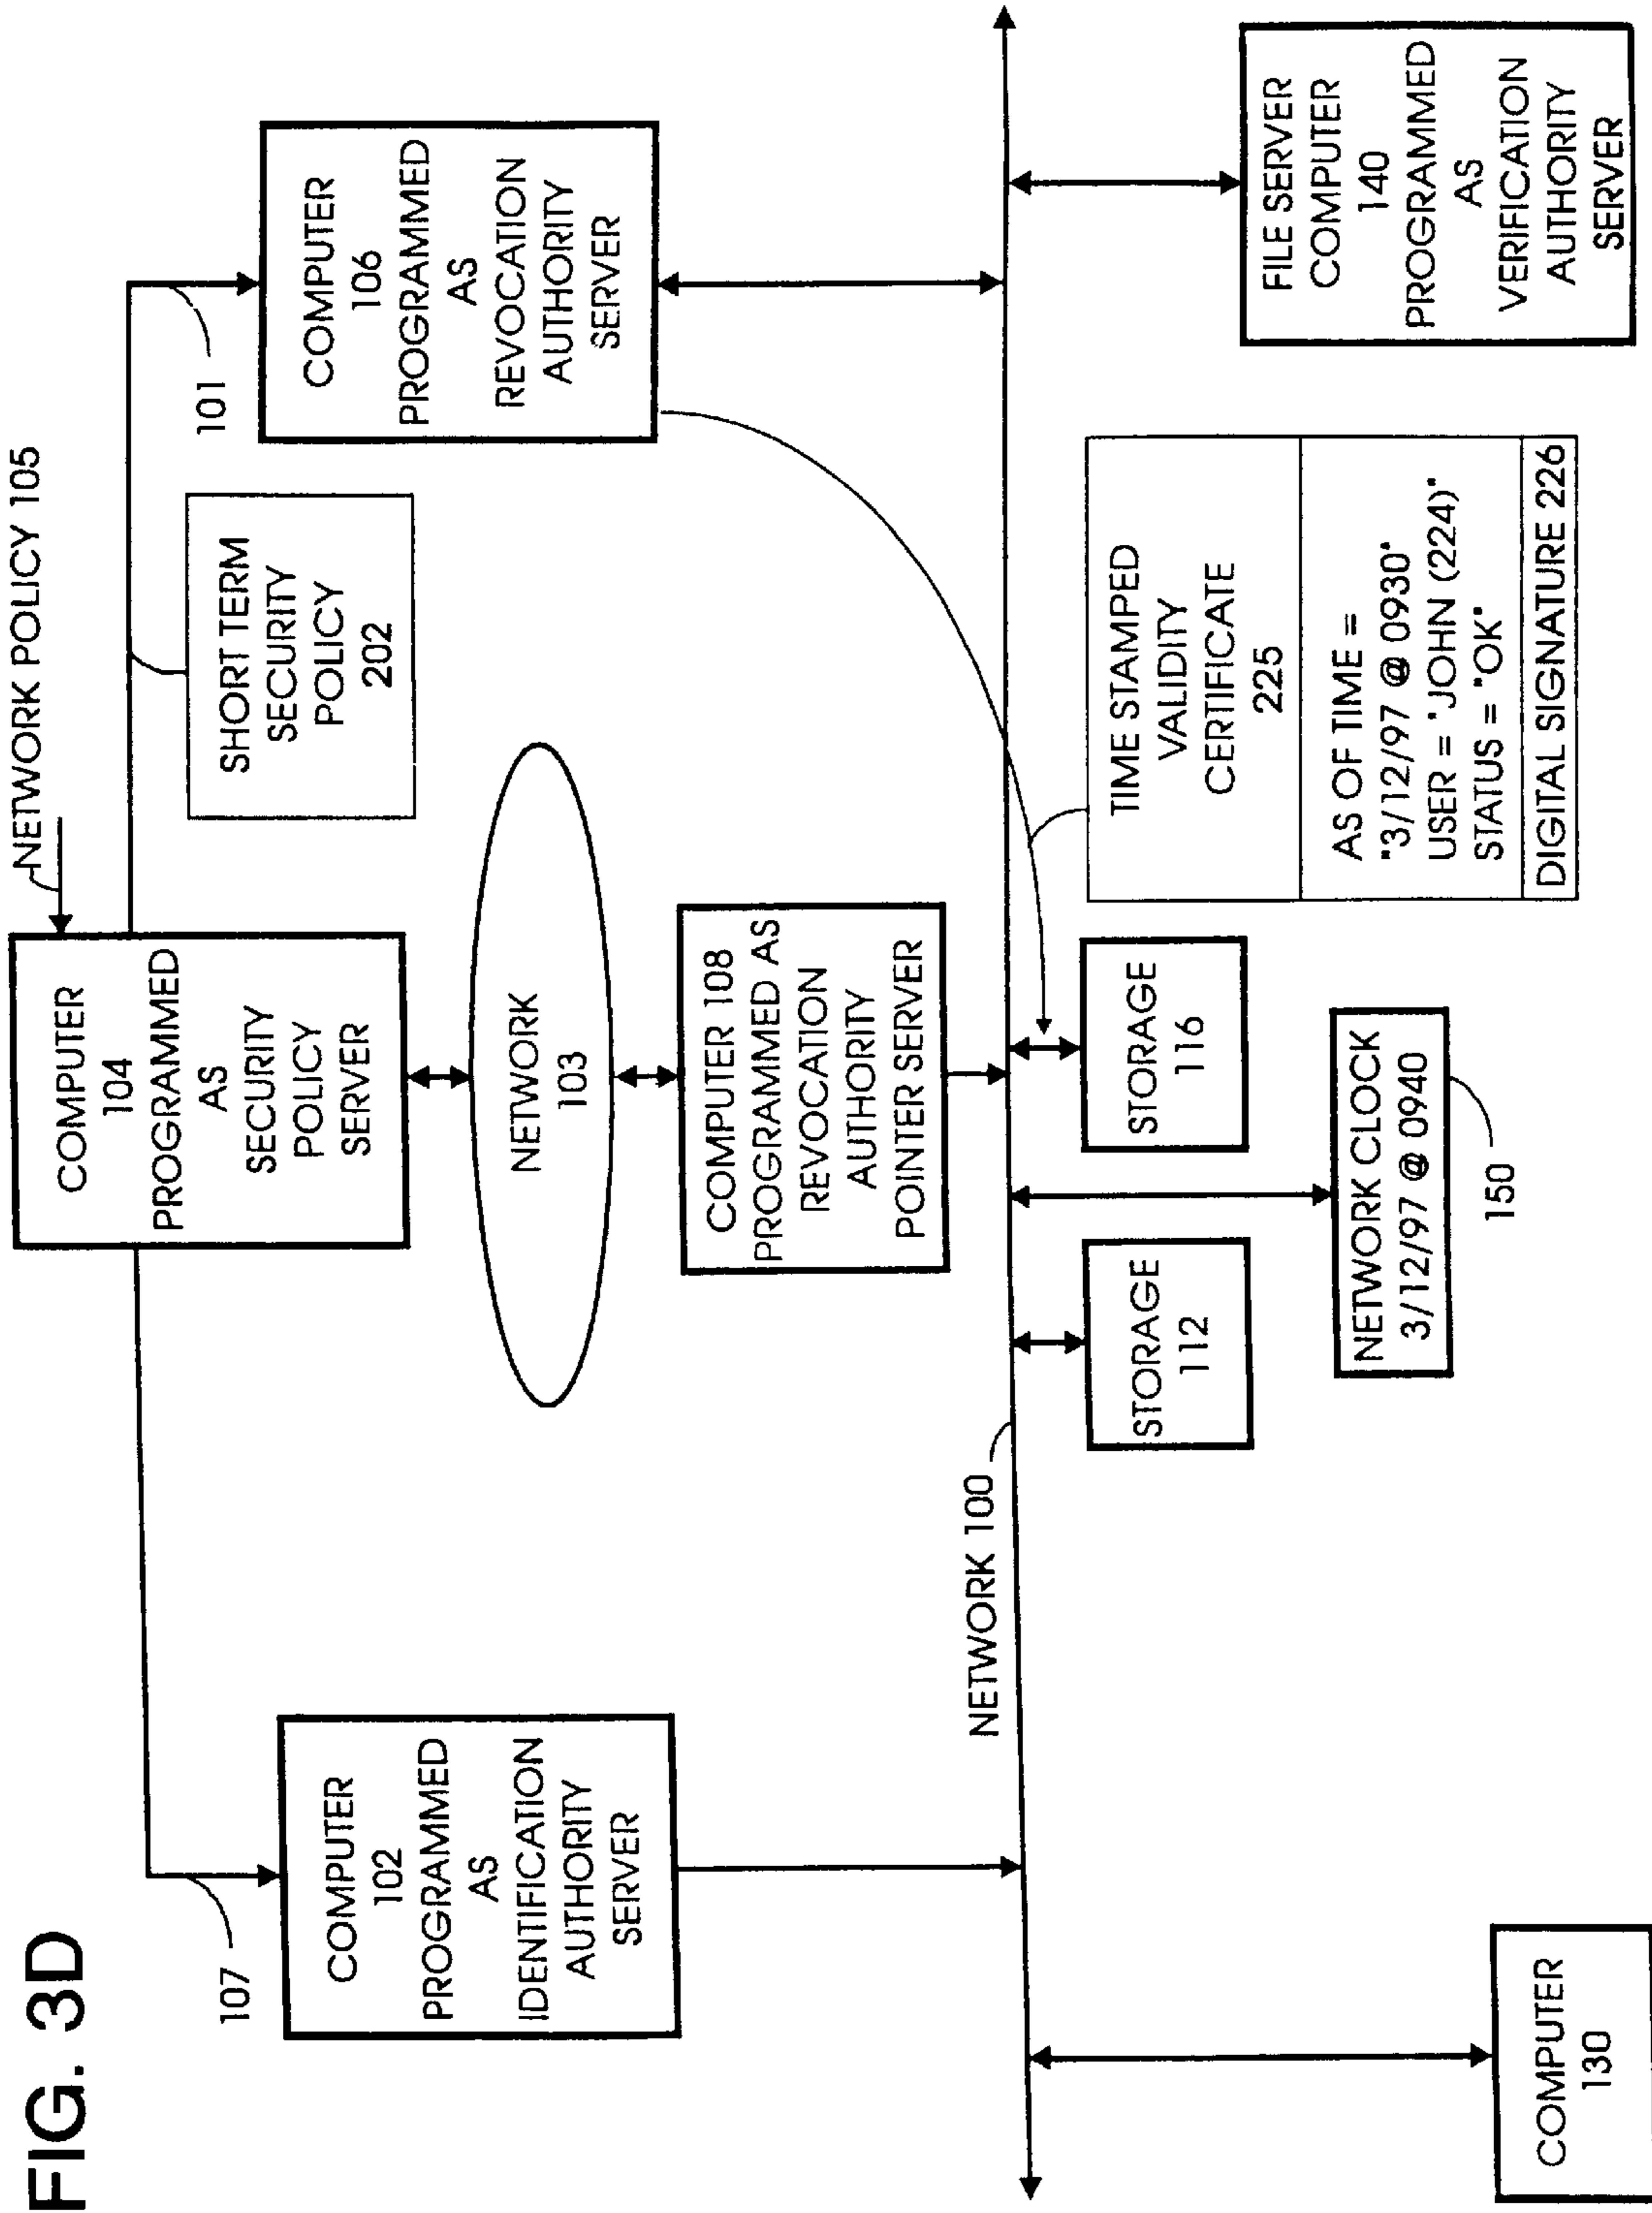 FIG. 3D
NETWORK POLICY 105
COMPUTER
104
PROGRAMMED
AS
SECURITY
POLICY
SERVER
107
101
SHORT TERM
SECURITY
POLICY
202
COMPUTER
102
PROGRAMMED
AS
IDENTIFICATION
AUTHORITY
SERVER
NETWORK
103
COMPUTER
106
PROGRAMMED
AS
REVOCATION
AUTHORITY
SERVER
COMPUTER 108
PROGRAMMED AS
REVOCATION
AUTHORITY
POINTER SERVER
NETWORK 100
STORAGE
112
STORAGE
116
TIME STAMPED
VALIDITY
CERTIFICATE
225
AS OF TIME =
"3/12/97 @ 0930"
USER = "JOHN (224)"
STATUS = "OK"
DIGITAL SIGNATURE 226
NETWORK CLOCK
3/12/97 @ 0940
150
COMPUTER
130
FILE SERVER
COMPUTER
140
PROGRAMMED
AS
VERIFICATION
AUTHORITY
SERVER